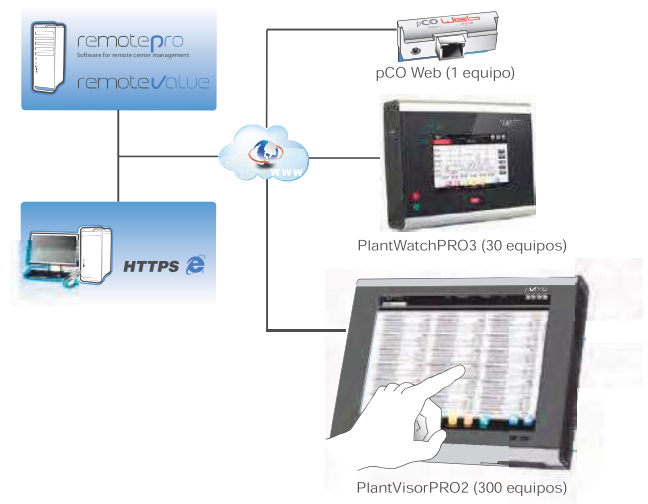 remotepro
Software for remote center management
remotevalue
pCO Web
pCO Web (1 equipo)
www
PlantWatchPRO3 (30 equipos)
HTTPS
PlantVisorPRO2 (300 equipos)